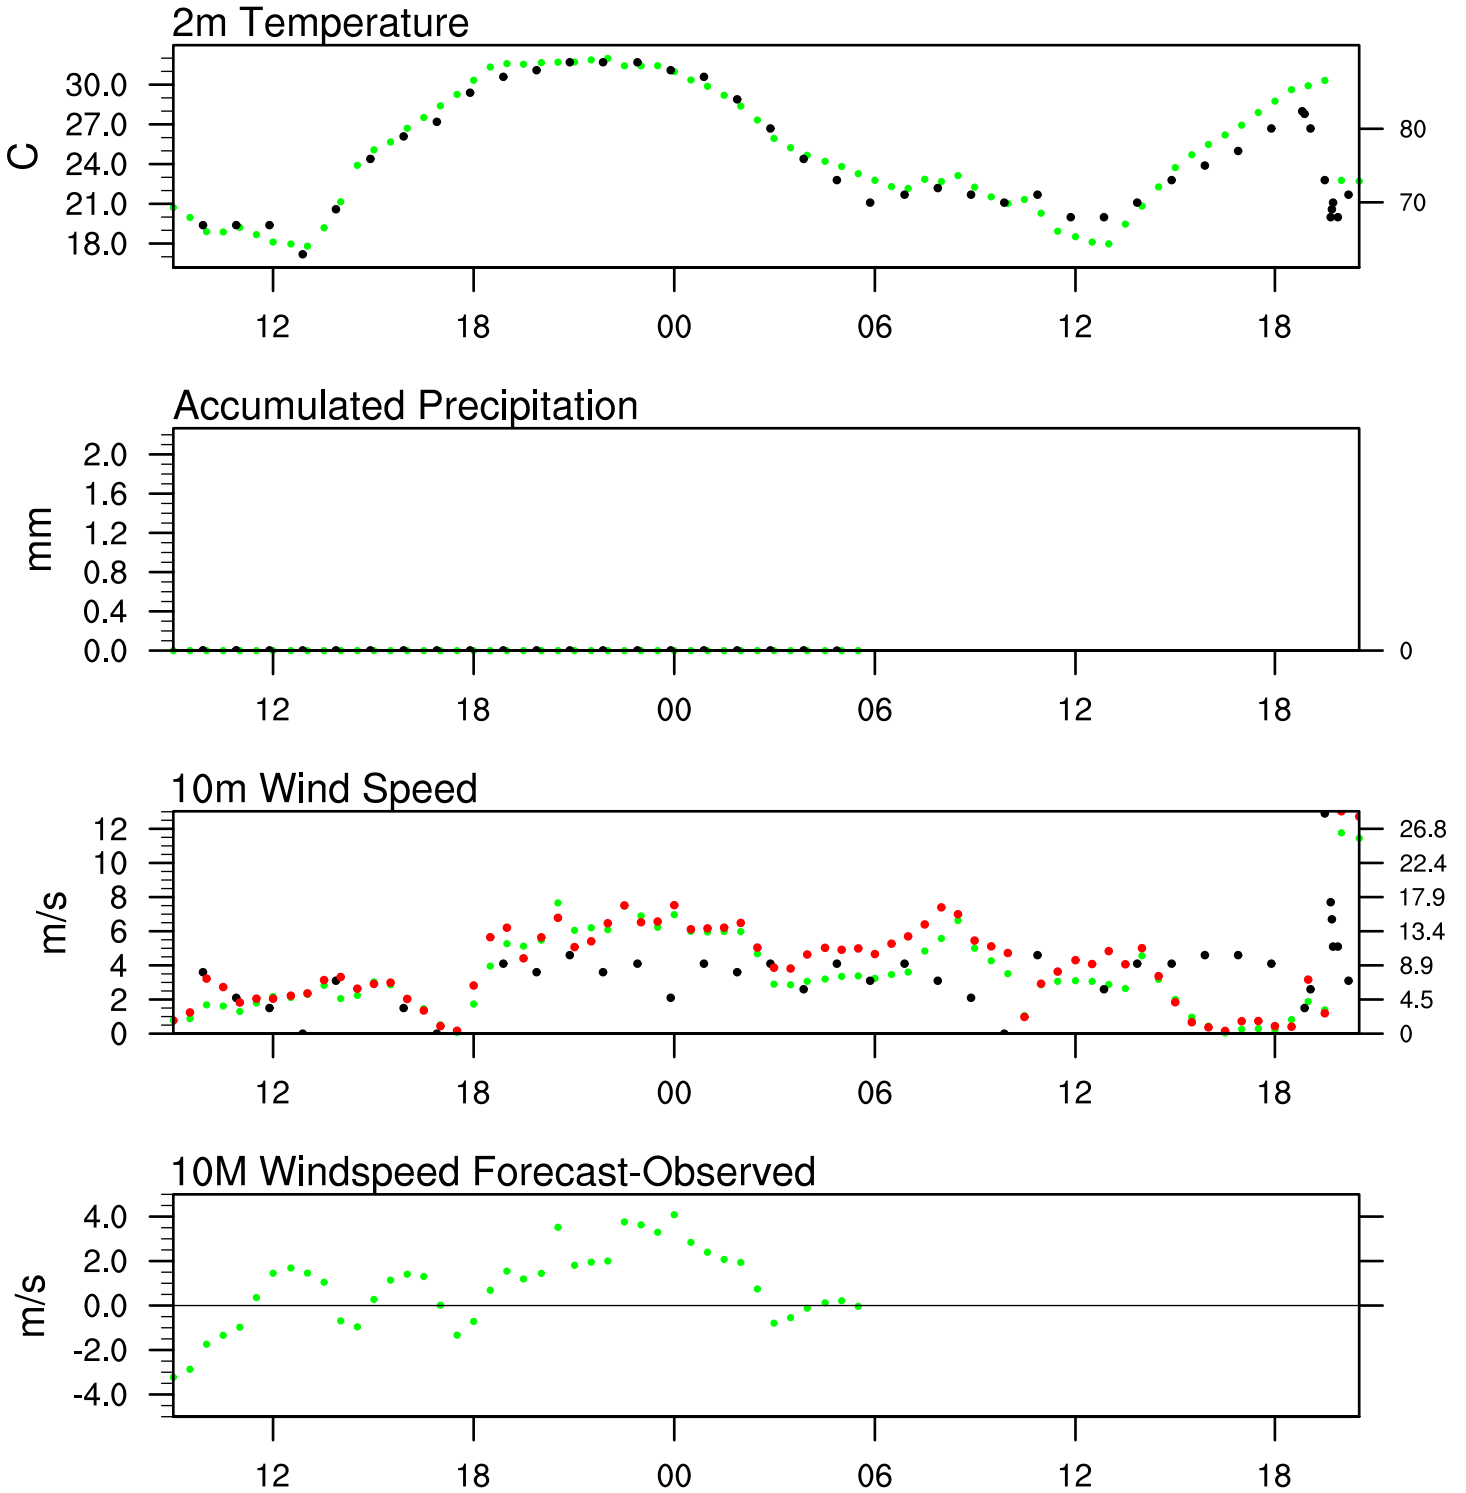 2m Temperature
C
30.0
27.0
24.0
21.0
18.0
80
70
12 18 00 06 12 18
Accumulated Precipitation
mm
2.0
1.6
1.2
0.8
0.4
0.0
0
12 18 00 06 12 18
10m Wind Speed
m/s
12
10
8
6
4
2
0
26.8
22.4
17.9
13.4
8.9
4.5
0
12 18 00 06 12 18
10M Windspeed Forecast-Observed
m/s
4.0
2.0
0.0
-2.0
-4.0
12 18 00 06 12 18